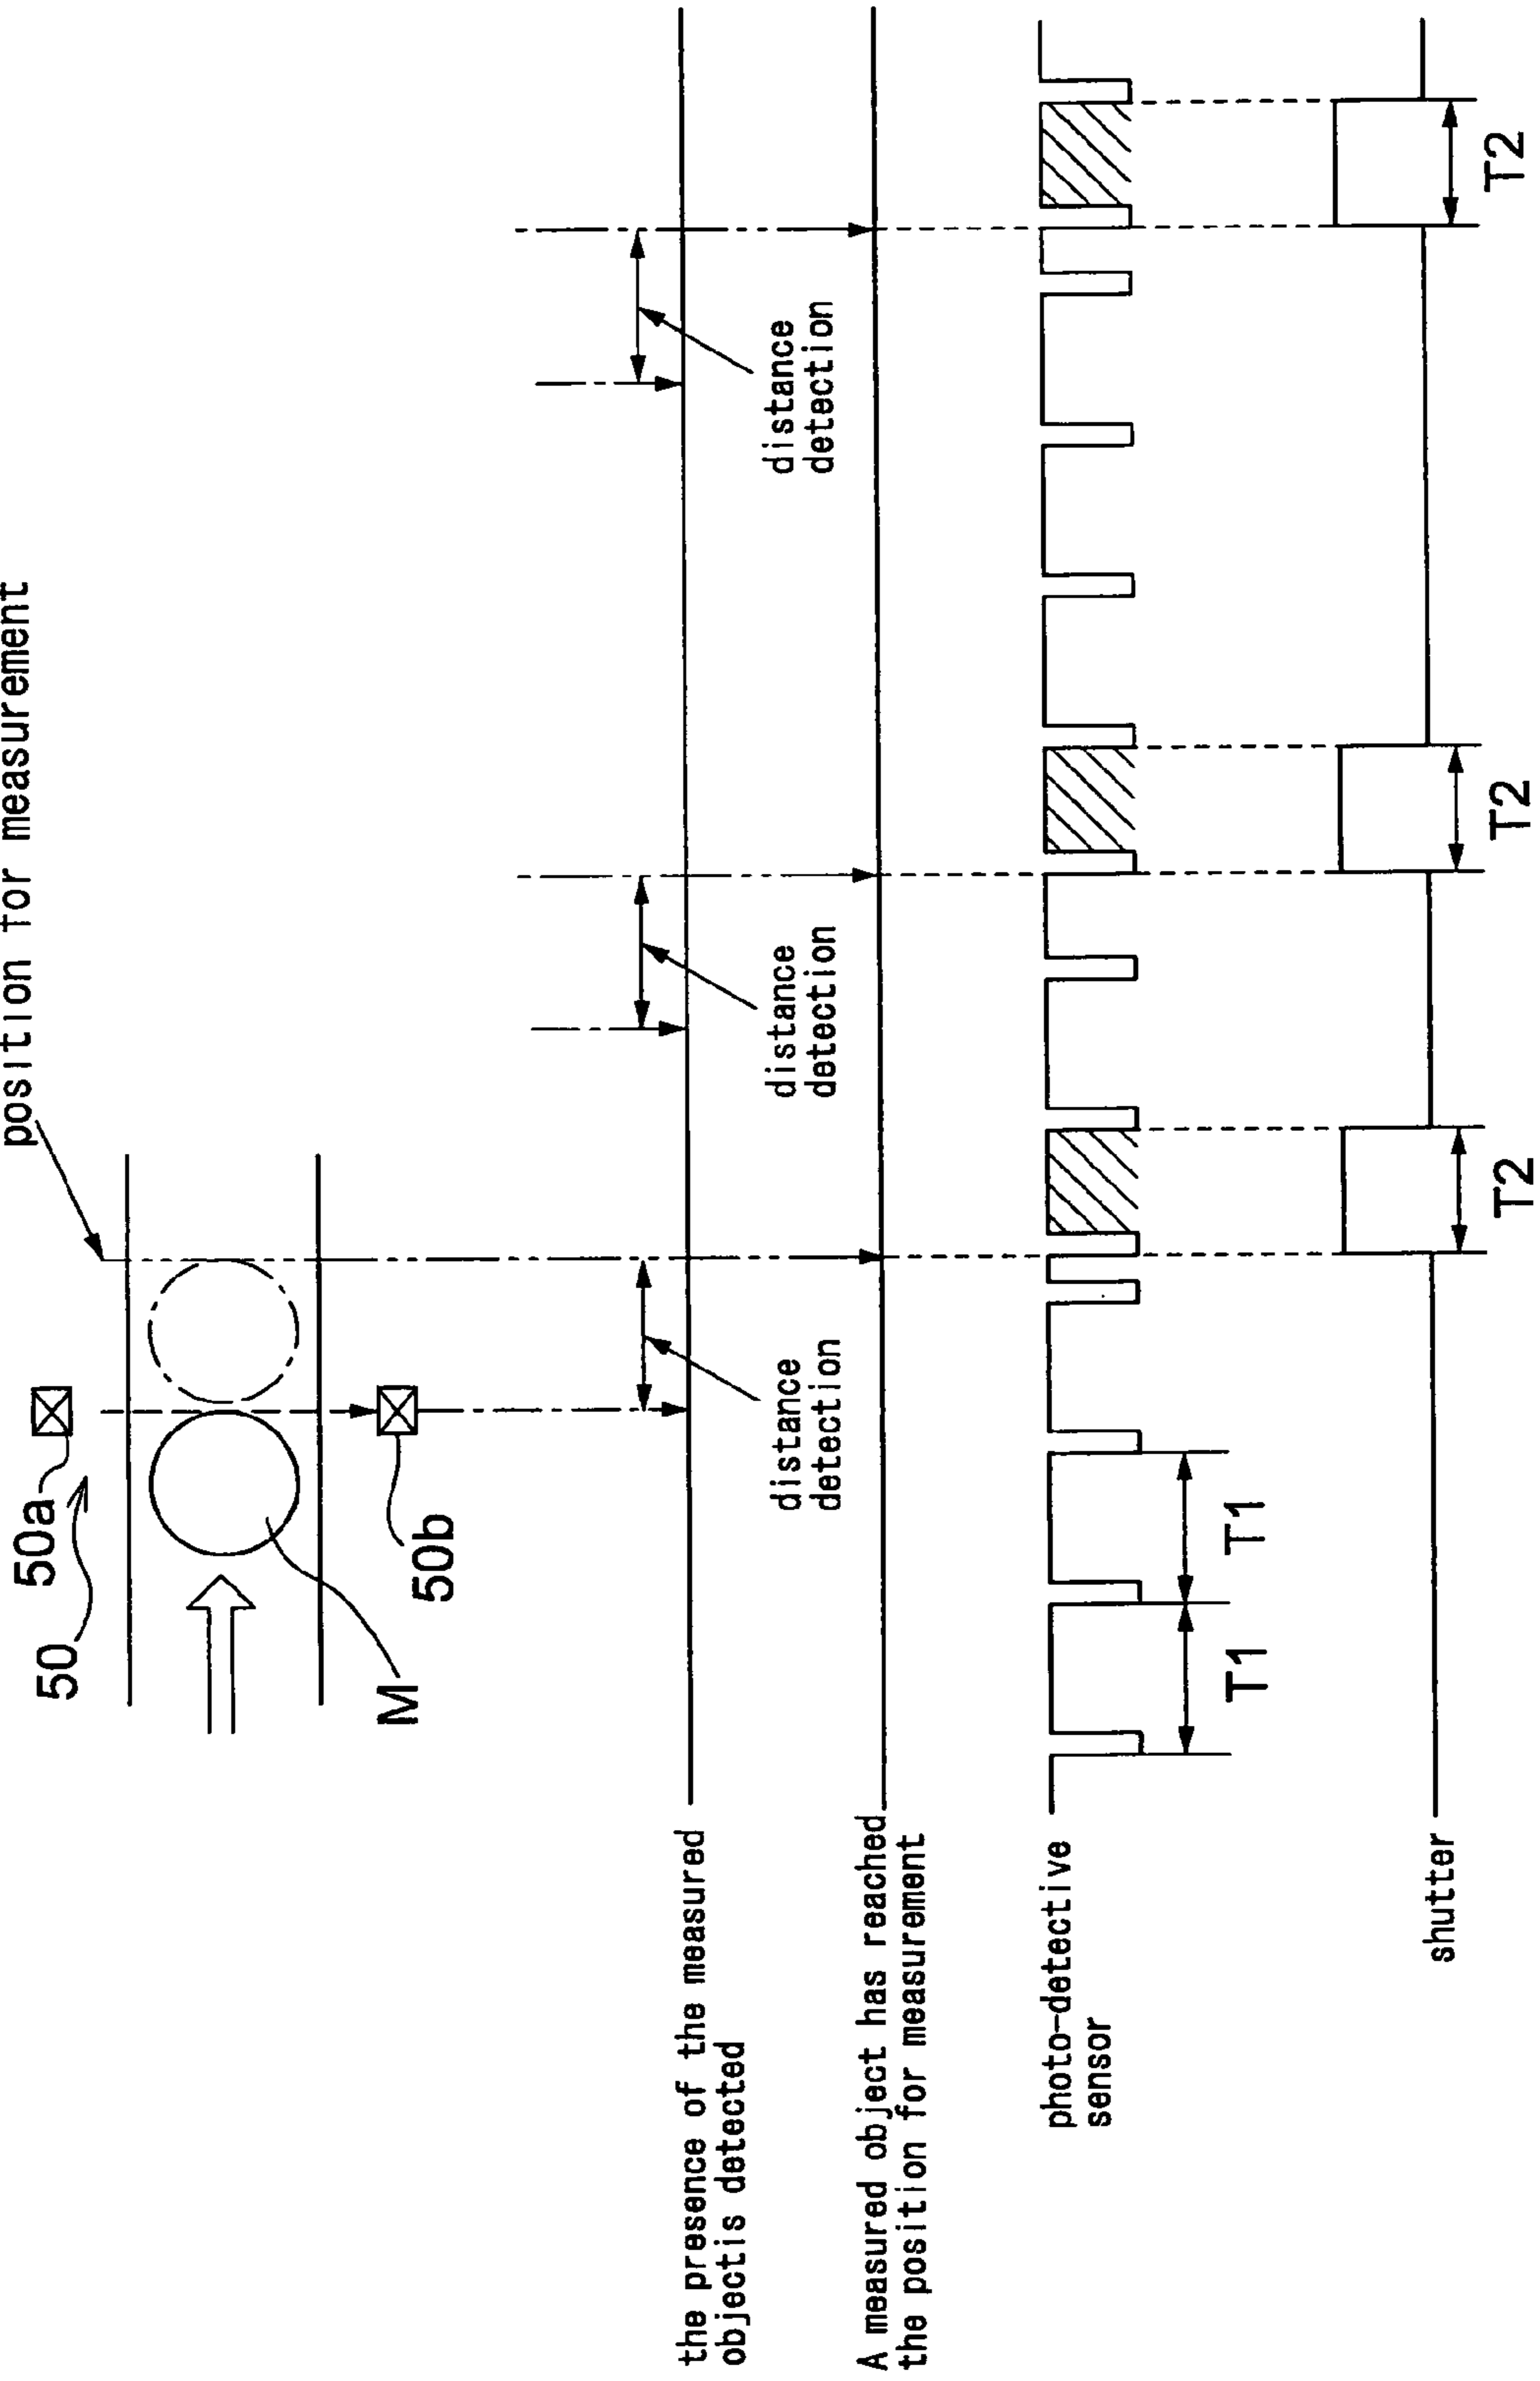 position for measurement
50
50a
M
50b
distance
detection
distance
detection
distance
detection
the presence of the measured
objectis detected
A measured object has reached
the position for measurement
photo-detective
sensor
T1
T1
shutter
T2
T2
T2